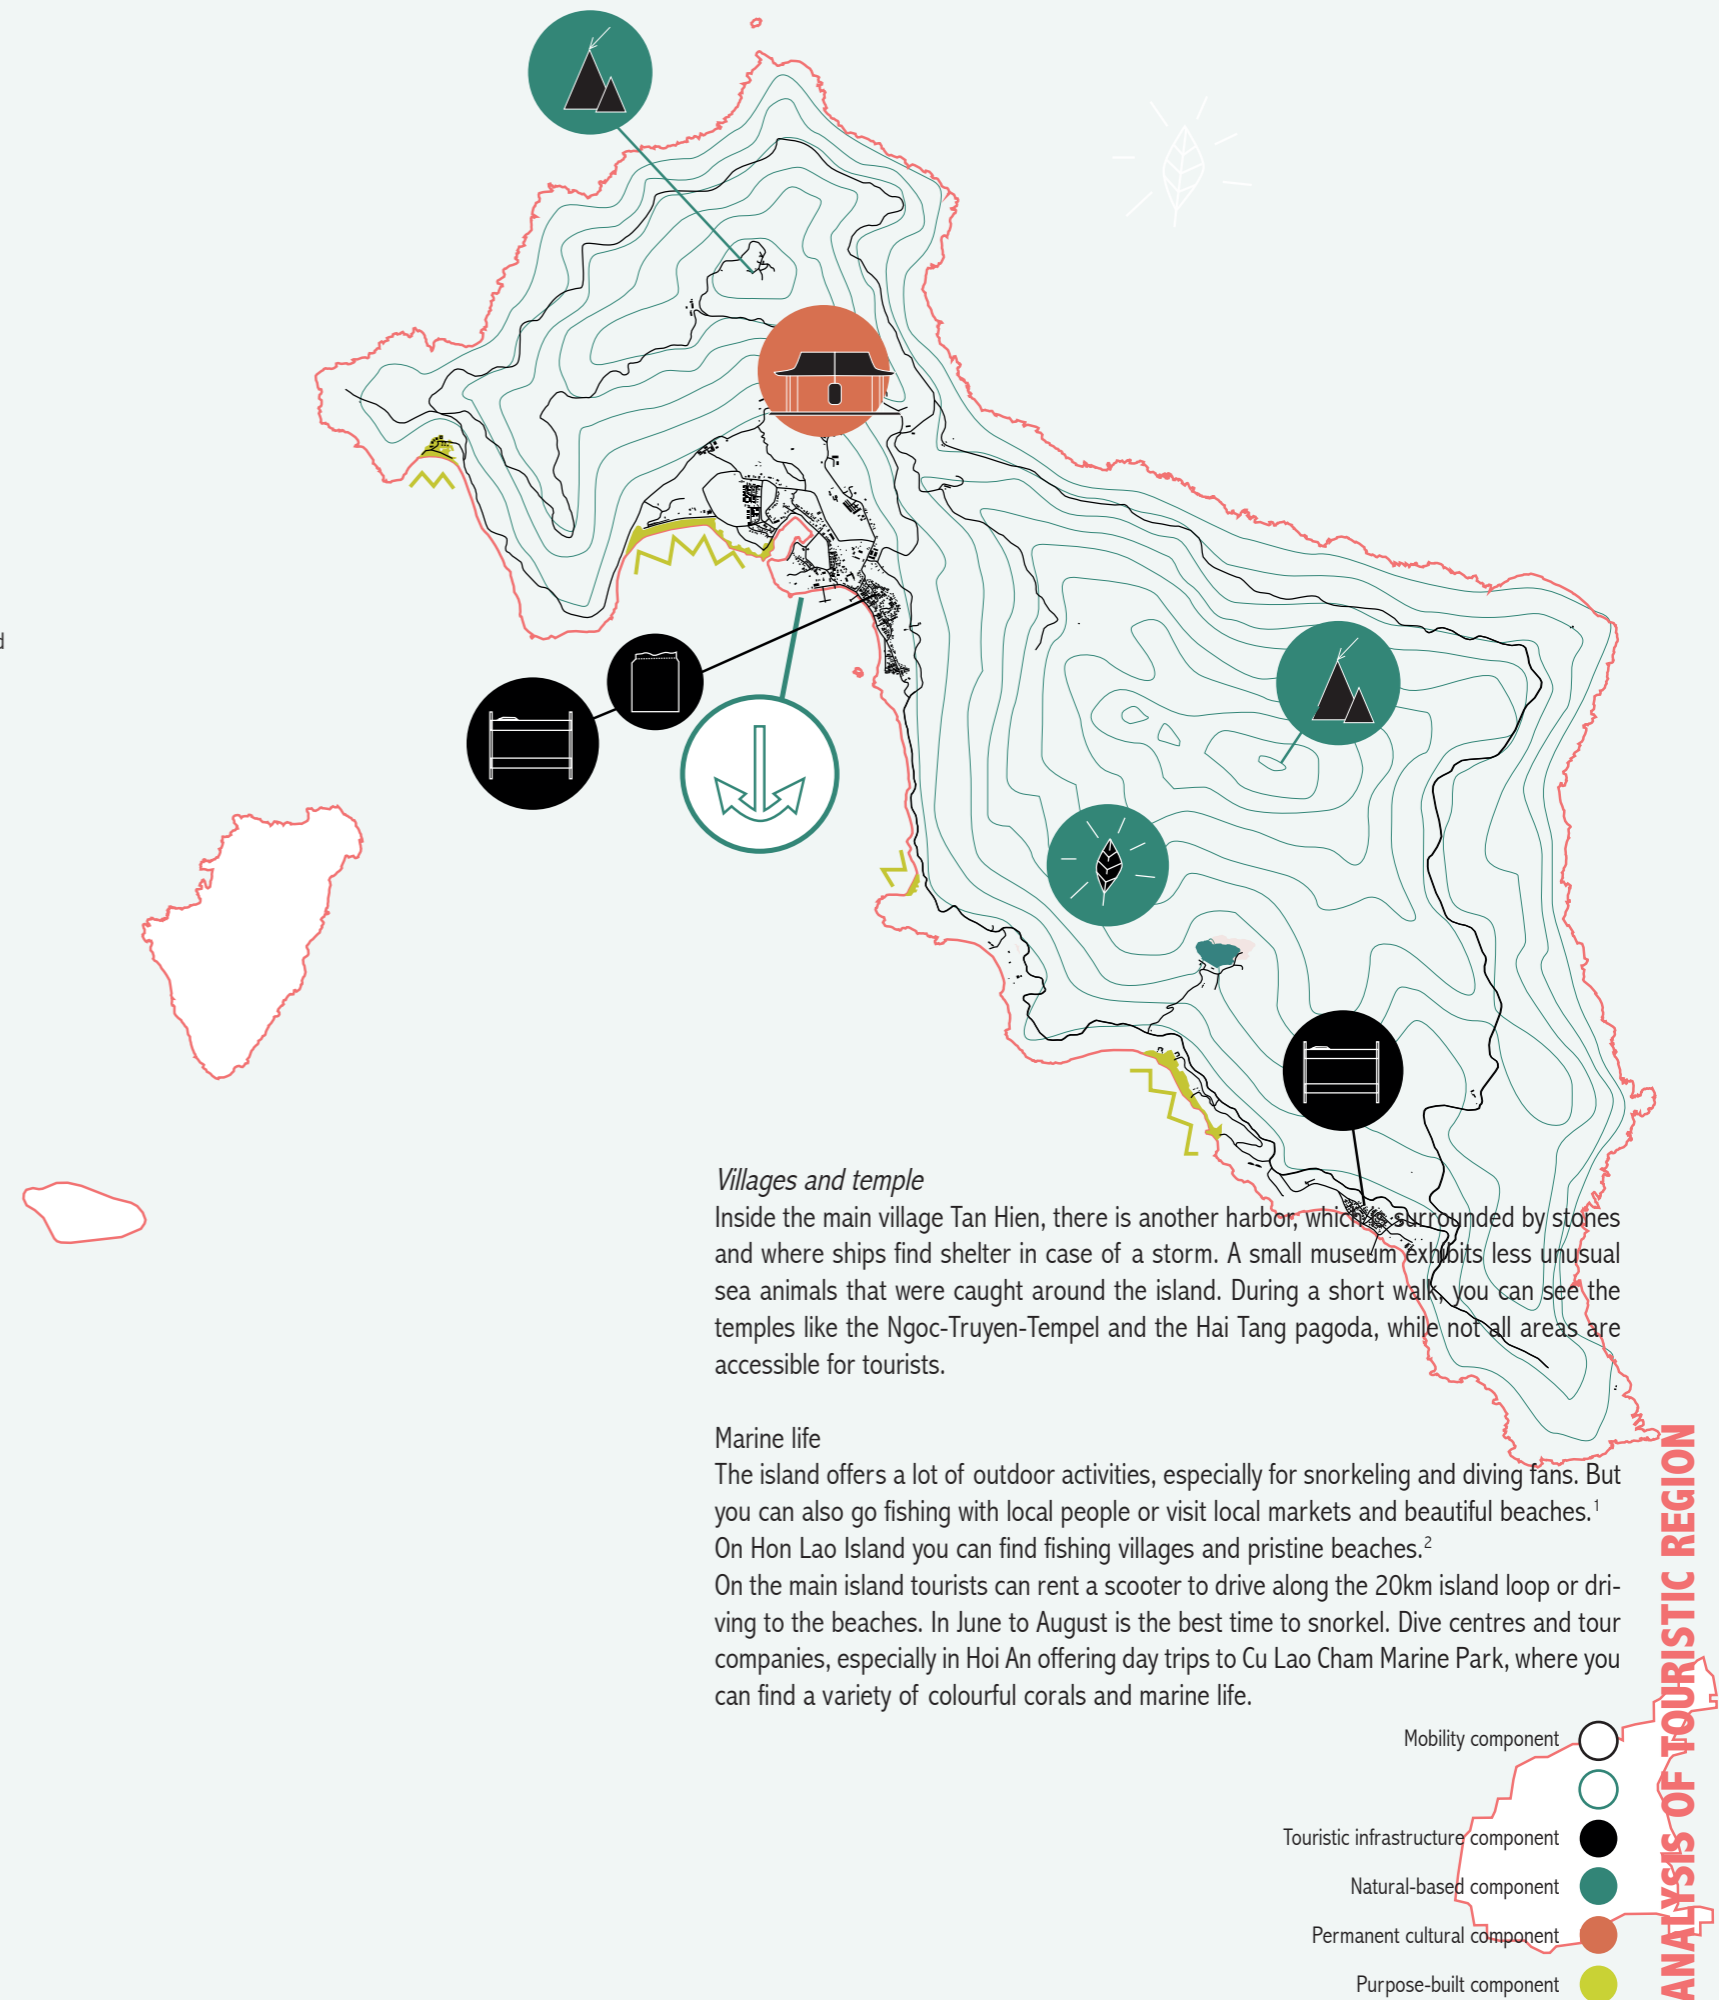 d
Villages and temple
Inside the main village Tan Hien, there is another harbor, which surrounded by stones
and where ships find shelter in case of a storm. A small museum exhibits less unusual
sea animals that were caught around the island. During a short walk, you can see the
temples like the Ngoc-Truyen-Tempel and the Hai Tang pagoda, while not all areas are
accessible for tourists.
Marine life
The island offers a lot of outdoor activities, especially for snorkeling and diving fans. But
you can also go fishing with local people or visit local markets and beautiful beaches.¹
On Hon Lao Island you can find fishing villages and pristine beaches.²
On the main island tourists can rent a scooter to drive along the 20km island loop or dri-
ving to the beaches. In June to August is the best time to snorkel. Dive centres and tour
companies, especially in Hoi An offering day trips to Cu Lao Cham Marine Park, where you
can find a variety of colourful corals and marine life.
Mobility component
Touristic infrastructure component
Natural-based component
Permanent cultural component
Purpose-built component
ANALYSIS OF TOURISTIC REGION